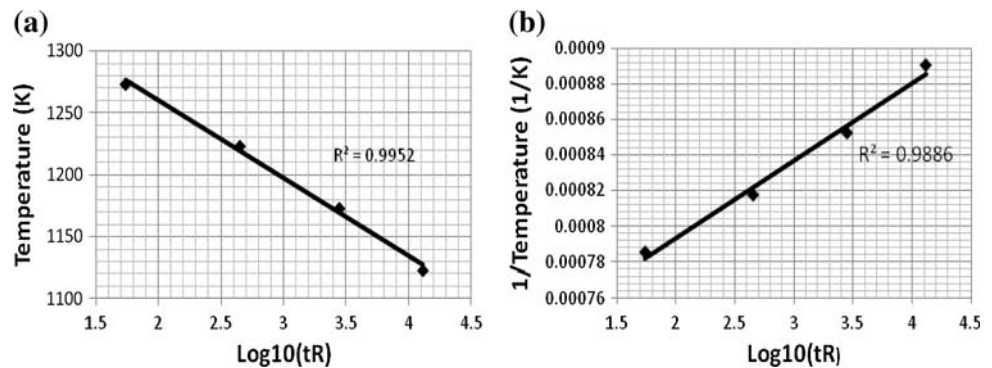 (a)
1300
1250
1200
1150
1100
Temperature (K)
R² = 0.9952
1.5 2 2.5 3 3.5 4 4.5
Log10(tR)
(b)
0.0009
0.00088
0.00086
0.00084
0.00082
0.0008
0.00078
0.00076
1/Temperature (1/K)
R² = 0.9886
1.5 2 2.5 3 3.5 4 4.5
Log10(tR)